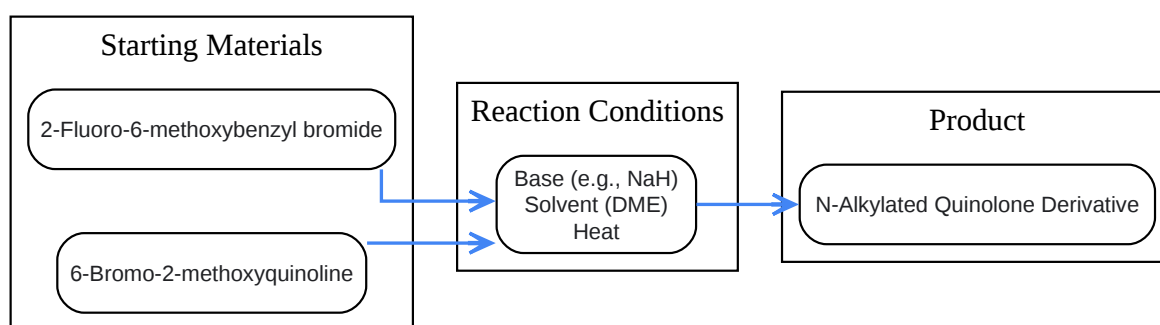 Starting Materials
2-Fluoro-6-methoxybenzyl bromide
6-Bromo-2-methoxyquinoline
Reaction Conditions
Base (e.g., NaH)
Solvent (DME)
Heat
Product
N-Alkylated Quinolone Derivative